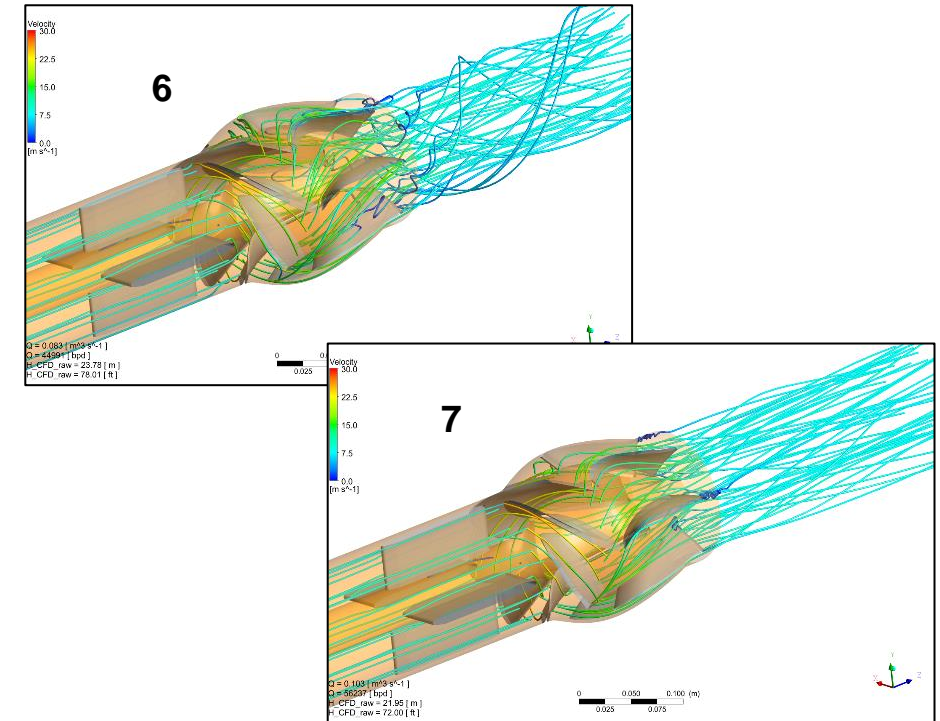 Velocity
30.0
22.5
15.0
7.5
0.0
[m s^-1]
6
Q = 0.083 [ m^3 s^-1 ]
Q = 44991 [ bpd ]
H_CFD_raw = 23.78 [ m ]
H_CFD_raw = 78.01 [ ft ]
0
0.025
Y
Z
Velocity
30.0
22.5
15.0
7.5
0.0
[m s^-1]
7
Q = 0.103 [ m^3 s^-1 ]
Q = 56237 [ bpd ]
H_CFD_raw = 21.95 [ m ]
H_CFD_raw = 72.00 [ ft ]
0 0.050 0.100 (m)
0.025 0.075
Y
X Z